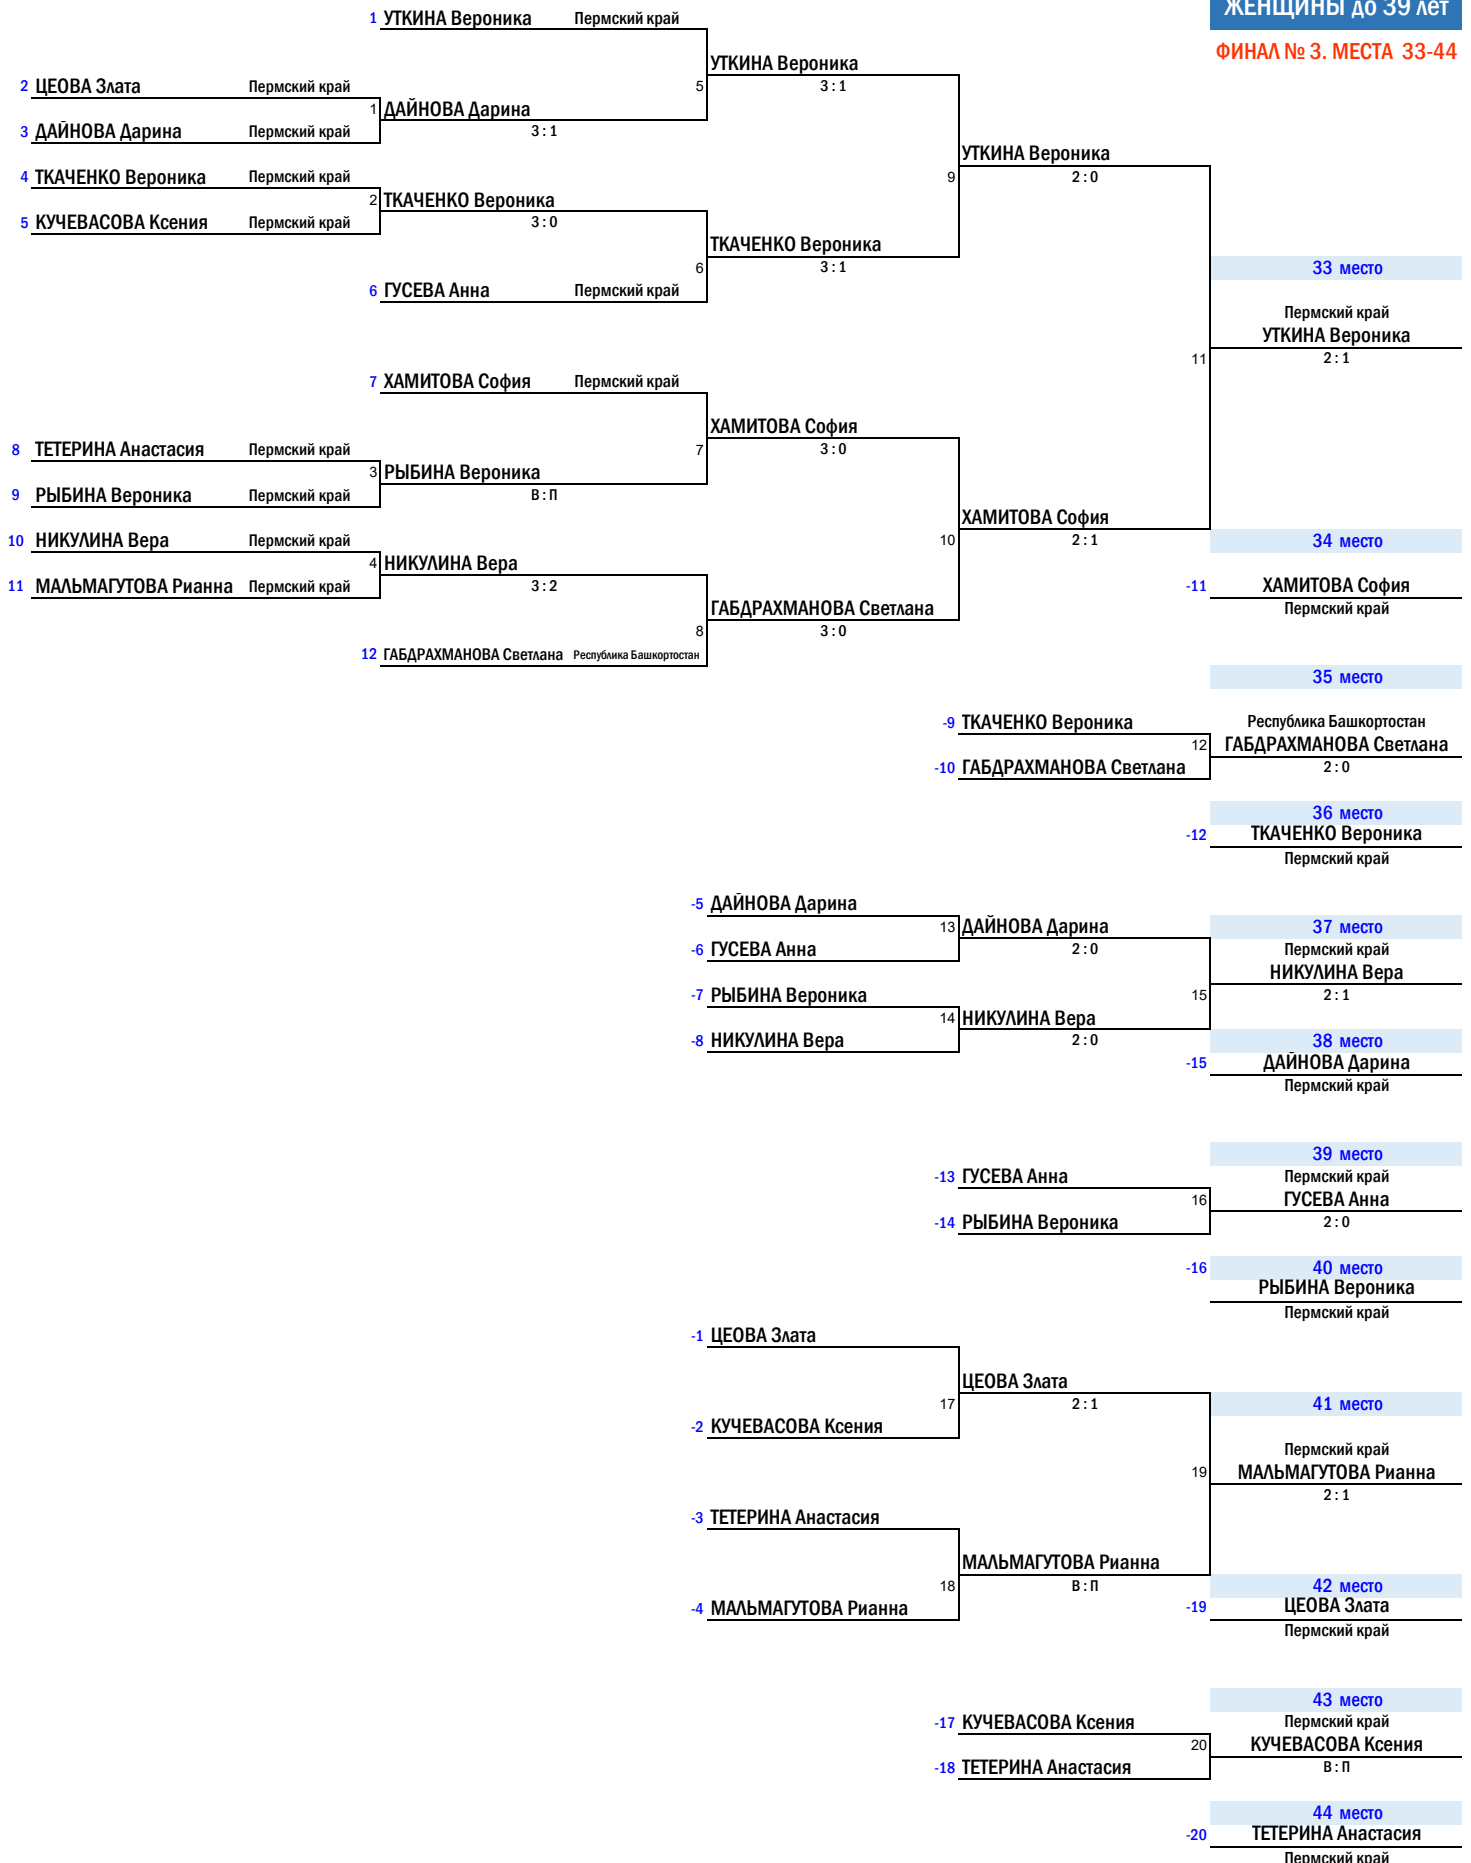 ЖЕНЩИНЫ до 39 лет
ФИНАЛ № 3. МЕСТА 33-44
1 УТКИНА Вероника Пермский край
УТКИНА Вероника
2 ЦЕОВА Злата Пермский край
5 3 : 1
1 ДАЙНОВА Дарина
3 ДАЙНОВА Дарина Пермский край
3 : 1
УТКИНА Вероника
4 ТКАЧЕНКО Вероника Пермский край
9 2 : 0
2 ТКАЧЕНКО Вероника
5 КУЧЕВАСОВА Ксения Пермский край
3 : 0
ТКАЧЕНКО Вероника
6 3 : 1
33 место
6 ГУСЕВА Анна Пермский край
Пермский край
УТКИНА Вероника
11 2 : 1
7 ХАМИТОВА София Пермский край
ХАМИТОВА София
8 ТЕТЕРИНА Анастасия Пермский край
7 3 : 0
3 РЫБИНА Вероника
9 РЫБИНА Вероника Пермский край
В : П
ХАМИТОВА София
10 НИКУЛИНА Вера Пермский край
10 2 : 1
34 место
4 НИКУЛИНА Вера
11 МАЛЬМАГУТОВА Рианна Пермский край
3 : 2
-11 ХАМИТОВА София
ГАБДРАХМАНОВА Светлана
Пермский край
8 3 : 0
12 ГАБДРАХМАНОВА Светлана Республика Башкортостан
35 место
-9 ТКАЧЕНКО Вероника
Республика Башкортостан
12 ГАБДРАХМАНОВА Светлана
-10 ГАБДРАХМАНОВА Светлана
2 : 0
36 место
-12 ТКАЧЕНКО Вероника
Пермский край
-5 ДАЙНОВА Дарина
13 ДАЙНОВА Дарина
37 место
-6 ГУСЕВА Анна
2 : 0
Пермский край
НИКУЛИНА Вера
-7 РЫБИНА Вероника
15 2 : 1
14 НИКУЛИНА Вера
-8 НИКУЛИНА Вера
2 : 0
38 место
-15 ДАЙНОВА Дарина
Пермский край
39 место
-13 ГУСЕВА Анна
Пермский край
16 ГУСЕВА Анна
-14 РЫБИНА Вероника
2 : 0
-16 40 место
РЫБИНА Вероника
Пермский край
-1 ЦЕОВА Злата
ЦЕОВА Злата
17 2 : 1
41 место
-2 КУЧЕВАСОВА Ксения
Пермский край
19 МАЛЬМАГУТОВА Рианна
2 : 1
-3 ТЕТЕРИНА Анастасия
МАЛЬМАГУТОВА Рианна
18 В : П
42 место
-4 МАЛЬМАГУТОВА Рианна
-19 ЦЕОВА Злата
Пермский край
43 место
-17 КУЧЕВАСОВА Ксения
Пермский край
20 КУЧЕВАСОВА Ксения
-18 ТЕТЕРИНА Анастасия
В : П
44 место
-20 ТЕТЕРИНА Анастасия
Пермский край